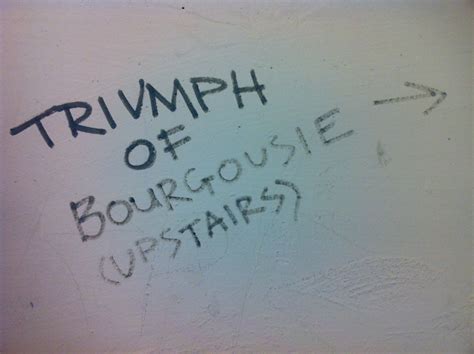 TRIVMPH
OF
BOURGOUSIE →
(UPSTAIRS)